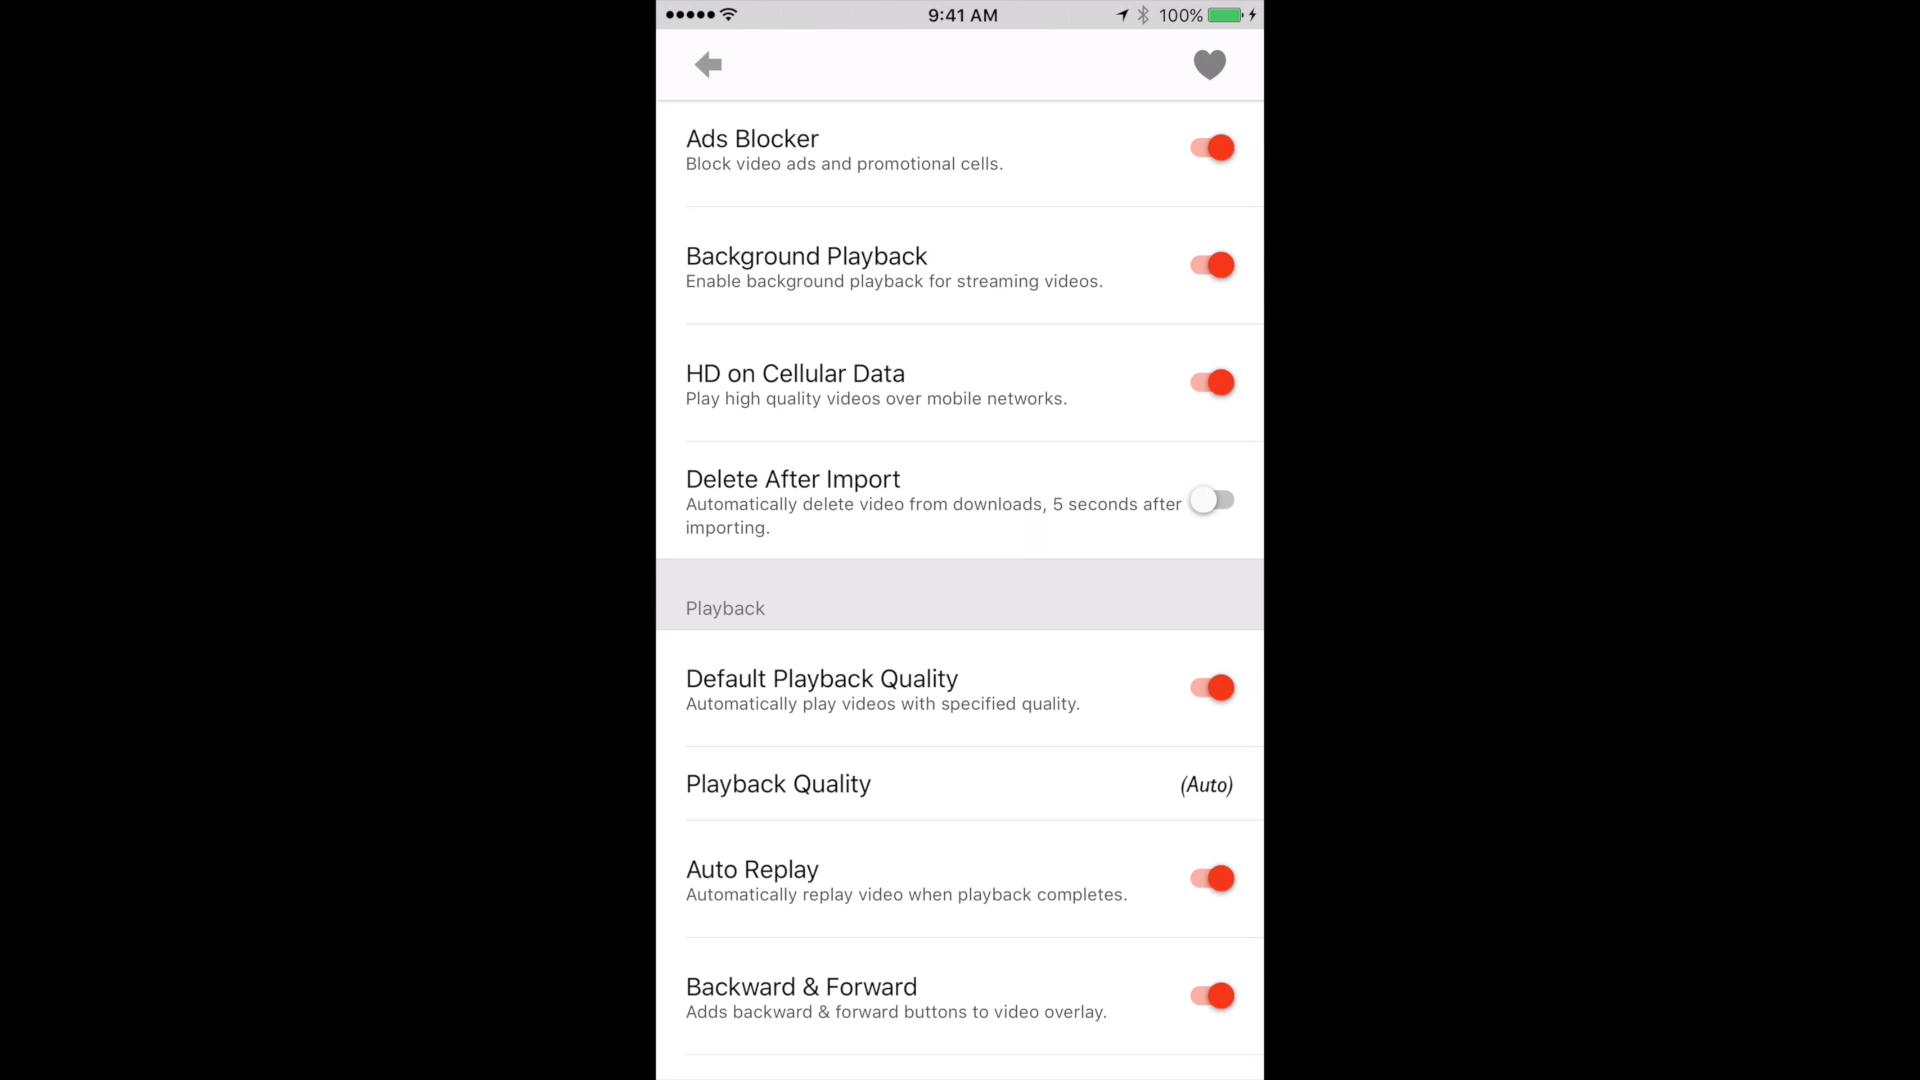 9:41 AM
100%
Ads Blocker
Block video ads and promotional cells.
Background Playback
Enable background playback for streaming videos.
HD on Cellular Data
Play high quality videos over mobile networks.
Delete After Import
Automatically delete video from downloads, 5 seconds after
importing.
Playback
Default Playback Quality
Automatically play videos with specified quality.
Playback Quality
(Auto)
Auto Replay
Automatically replay video when playback completes.
Backward & Forward
Adds backward & forward buttons to video overlay.